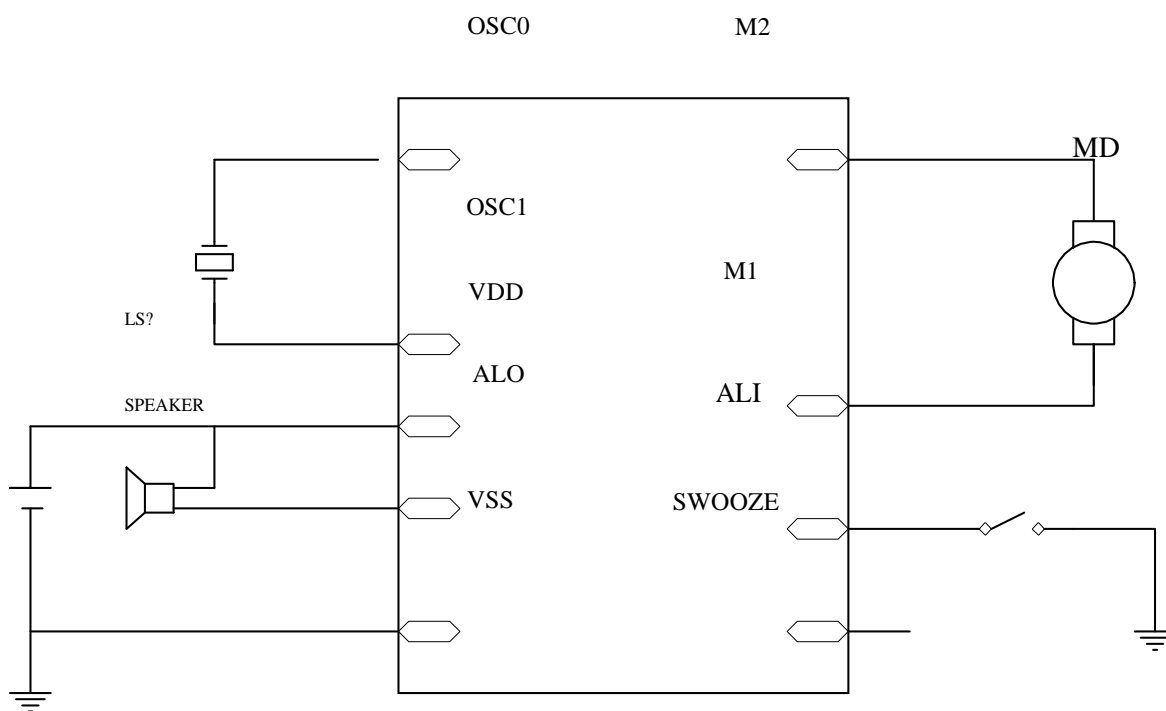 OSC0 M2
MD
OSC1
M1
VDD
LS?
ALO
ALI
SPEAKER
VSS
SWOOZE